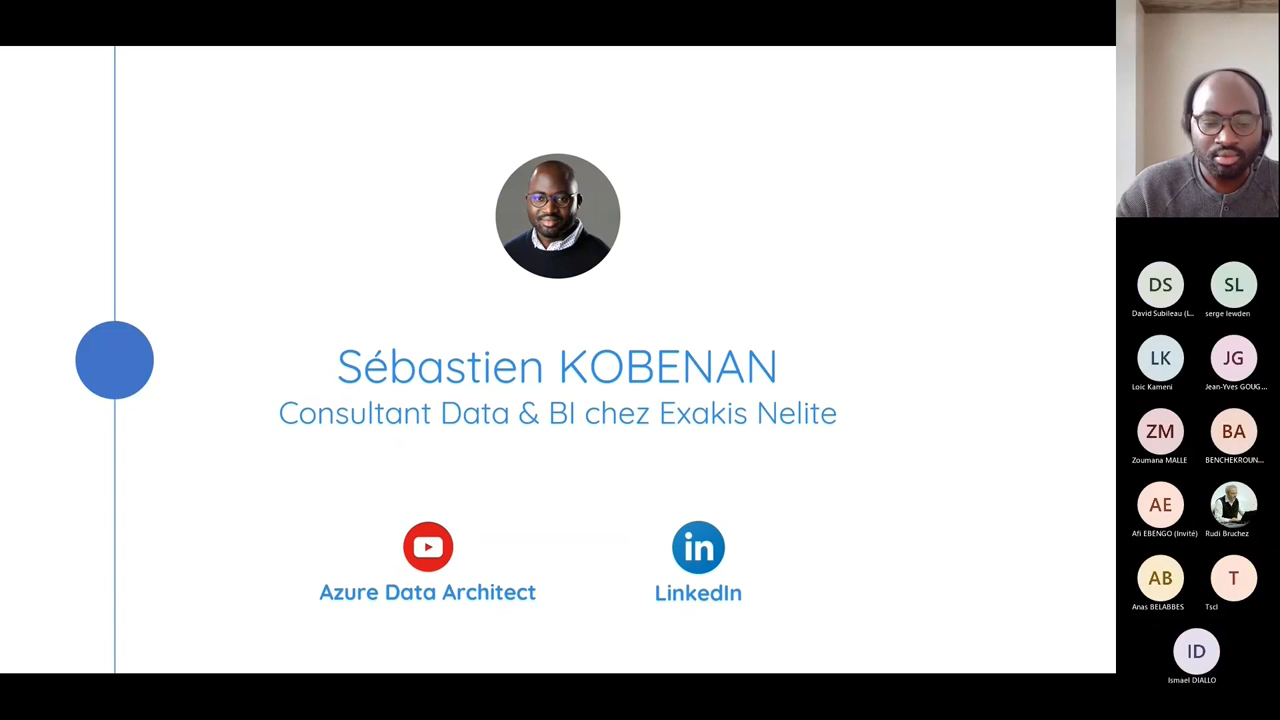 Sébastien KOBENAN
Consultant Data & BI chez Exakis Nelite
Azure Data Architect
LinkedIn
in
DS
SL
David Subileau (L...
serge lewden
LK
JG
Loic Kameni
Jean-Yves GOUG...
ZM
BA
Zoumana MALLE
BENCHEKROUN...
AE
Afi EBENGO (Invité)
Rudi Bruchez
AB
T
Anas BELABBES
Tscl
ID
Ismael DIALLO